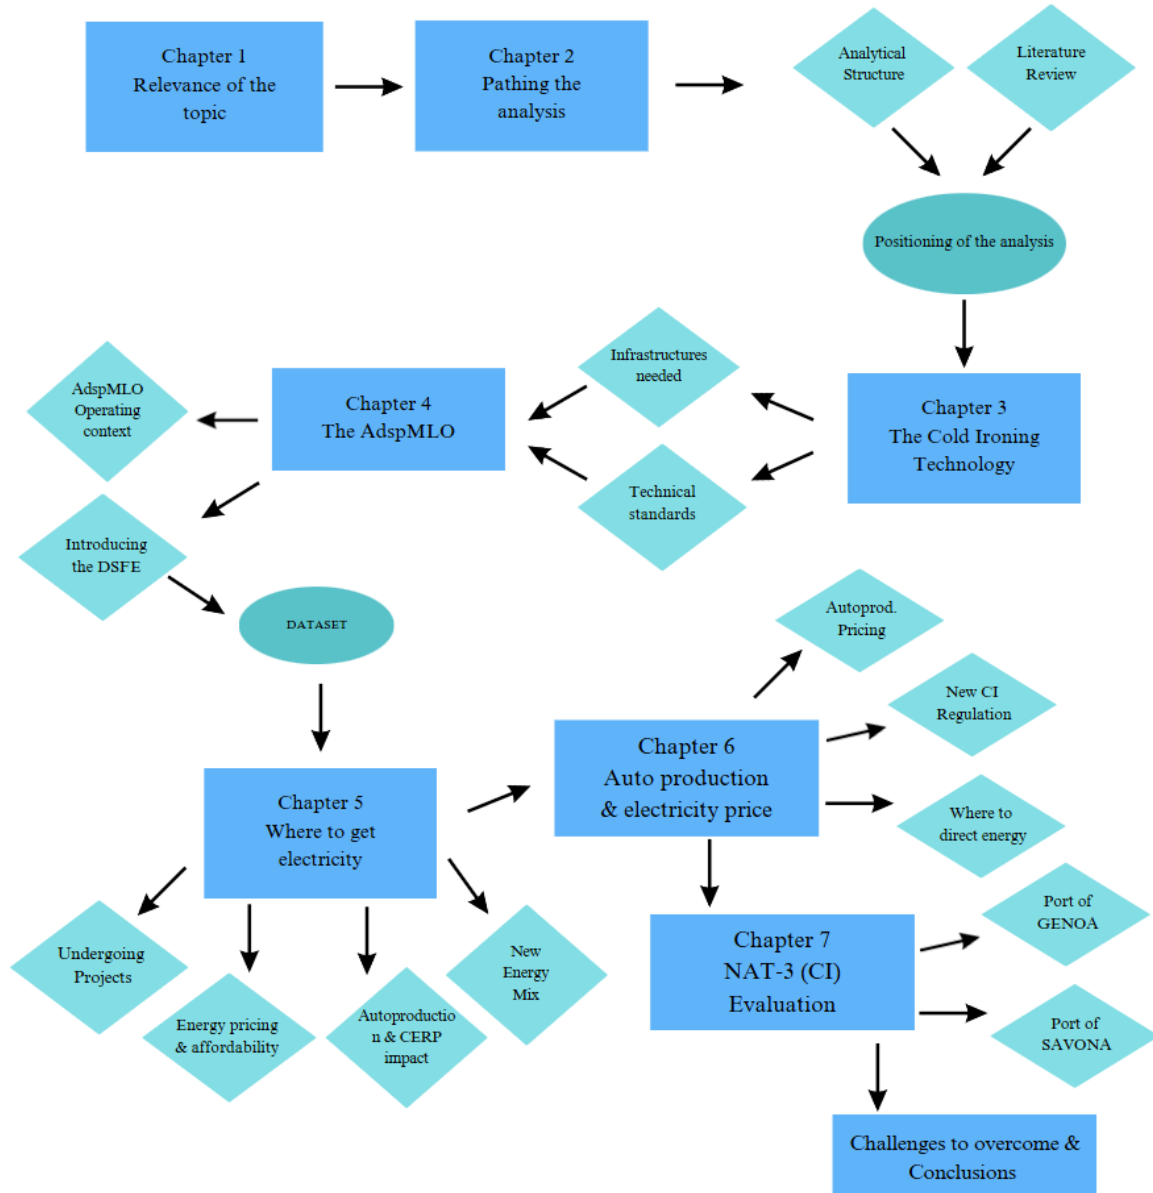 Chapter 1
Relevance of the
topic
Chapter 2
Pathing the
analysis
Analytical
Structure
Literature
Review
Positioning of the analysis
Chapter 3
The Cold Ironing
Technology
Infrastructures
needed
Technical
standards
Chapter 4
The AdspMLO
AdspMLO
Operating
context
Introducing
the DSFE
DATASET
Chapter 5
Where to get
electricity
Undergoing
Projects
Energy pricing
& affordability
Autoproductio
n & CERP
impact
New
Energy
Mix
Chapter 6
Auto production
& electricity price
Autoprod.
Pricing
New CI
Regulation
Where to
direct energy
Chapter 7
NAT-3 (CI)
Evaluation
Port of
GENOA
Port of
SAVONA
Challenges to overcome &
Conclusions